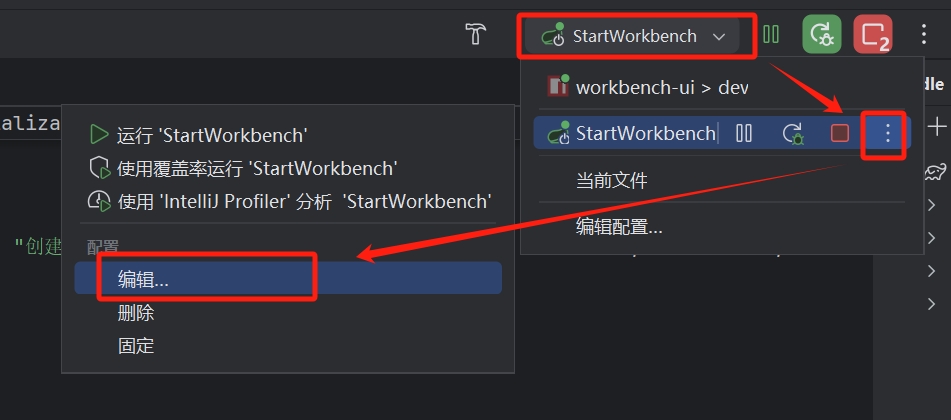 StartWorkbench
2
workbench-ui > dev
StartWorkbench
当前文件
编辑配置...
运行 'StartWorkbench'
使用覆盖率运行 'StartWorkbench'
使用 'IntelliJ Profiler' 分析 'StartWorkbench'
配置
编辑...
删除
固定
aliza
"创建
dle